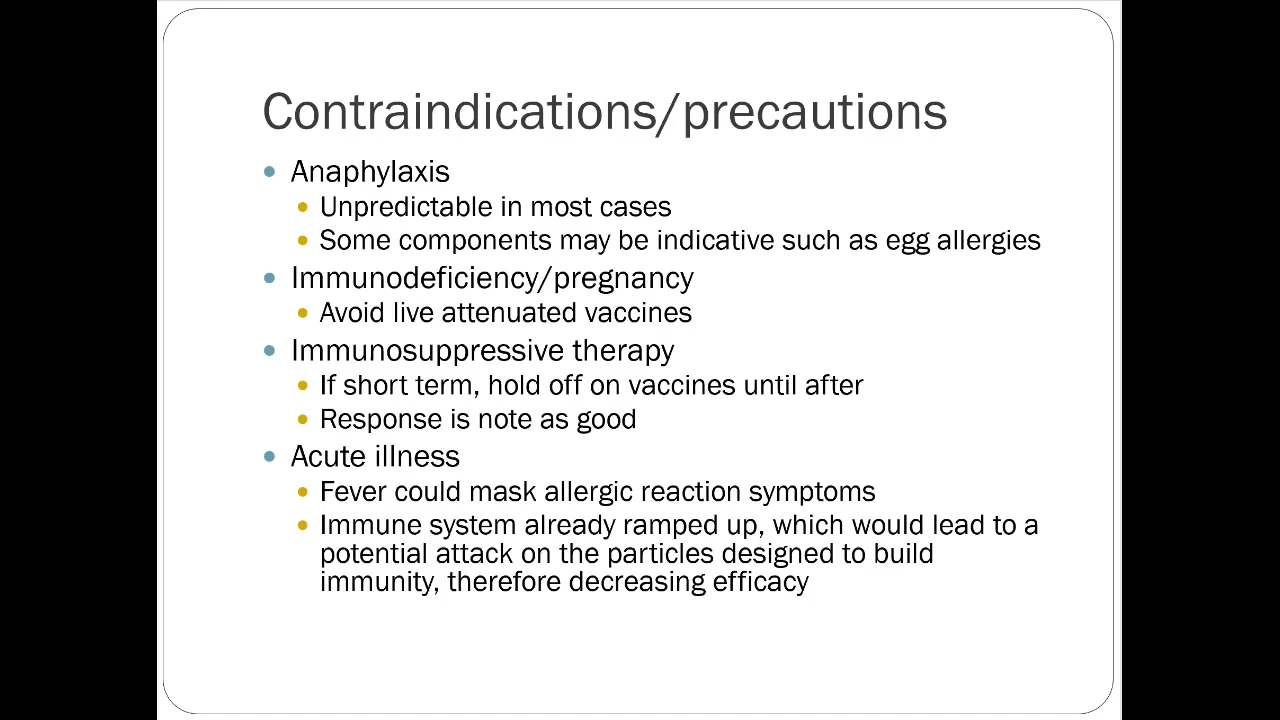 Contraindications/precautions
Anaphylaxis
Unpredictable in most cases
Some components may be indicative such as egg allergies
Immunodeficiency/pregnancy
Avoid live attenuated vaccines
Immunosuppressive therapy
If short term, hold off on vaccines until after
Response is note as good
Acute illness
Fever could mask allergic reaction symptoms
Immune system already ramped up, which would lead to a
potential attack on the particles designed to build
immunity, therefore decreasing efficacy